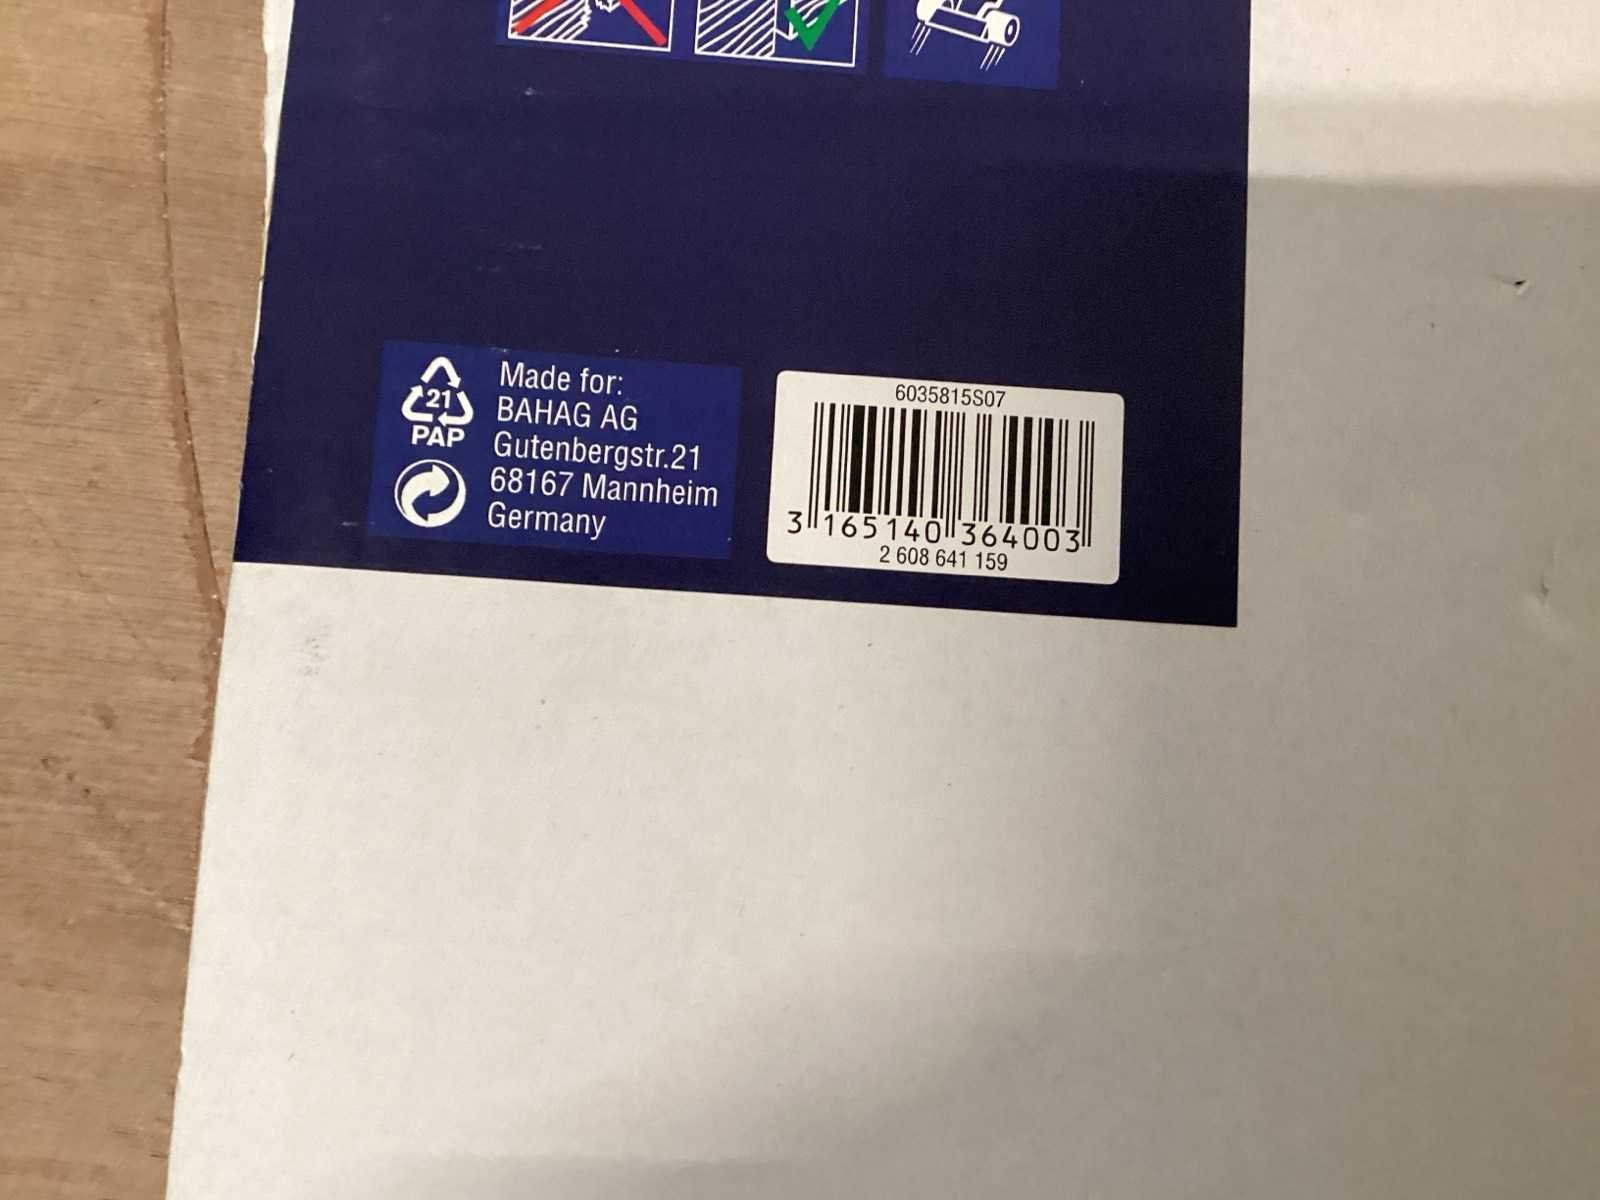 21
PAP
Made for:
BAHAG AG
Gutenbergstr.21
68167 Mannheim
Germany
6035815S07
3 165140 364003
2 608 641 159